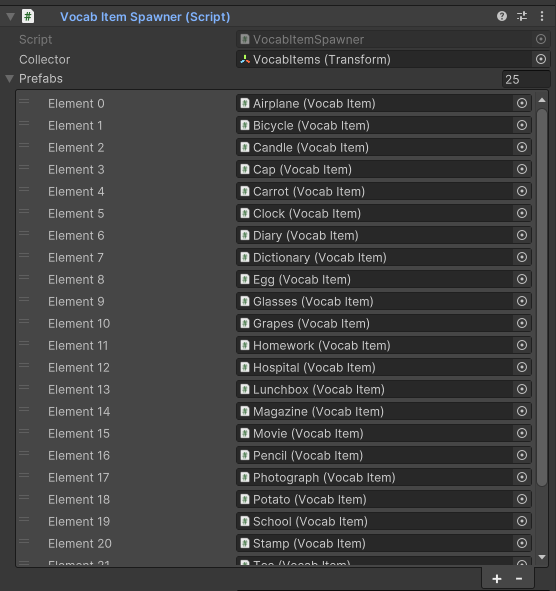 Vocab Item Spawner (Script)
Script VocabItemSpawner
Collector VocabItems (Transform)
Prefabs 25
Element 0 Airplane (Vocab Item)
Element 1 Bicycle (Vocab Item)
Element 2 Candle (Vocab Item)
Element 3 Cap (Vocab Item)
Element 4 Carrot (Vocab Item)
Element 5 Clock (Vocab Item)
Element 6 Diary (Vocab Item)
Element 7 Dictionary (Vocab Item)
Element 8 Egg (Vocab Item)
Element 9 Glasses (Vocab Item)
Element 10 Grapes (Vocab Item)
Element 11 Homework (Vocab Item)
Element 12 Hospital (Vocab Item)
Element 13 Lunchbox (Vocab Item)
Element 14 Magazine (Vocab Item)
Element 15 Movie (Vocab Item)
Element 16 Pencil (Vocab Item)
Element 17 Photograph (Vocab Item)
Element 18 Potato (Vocab Item)
Element 19 School (Vocab Item)
Element 20 Stamp (Vocab Item)
Element 21 (Vocab Item)